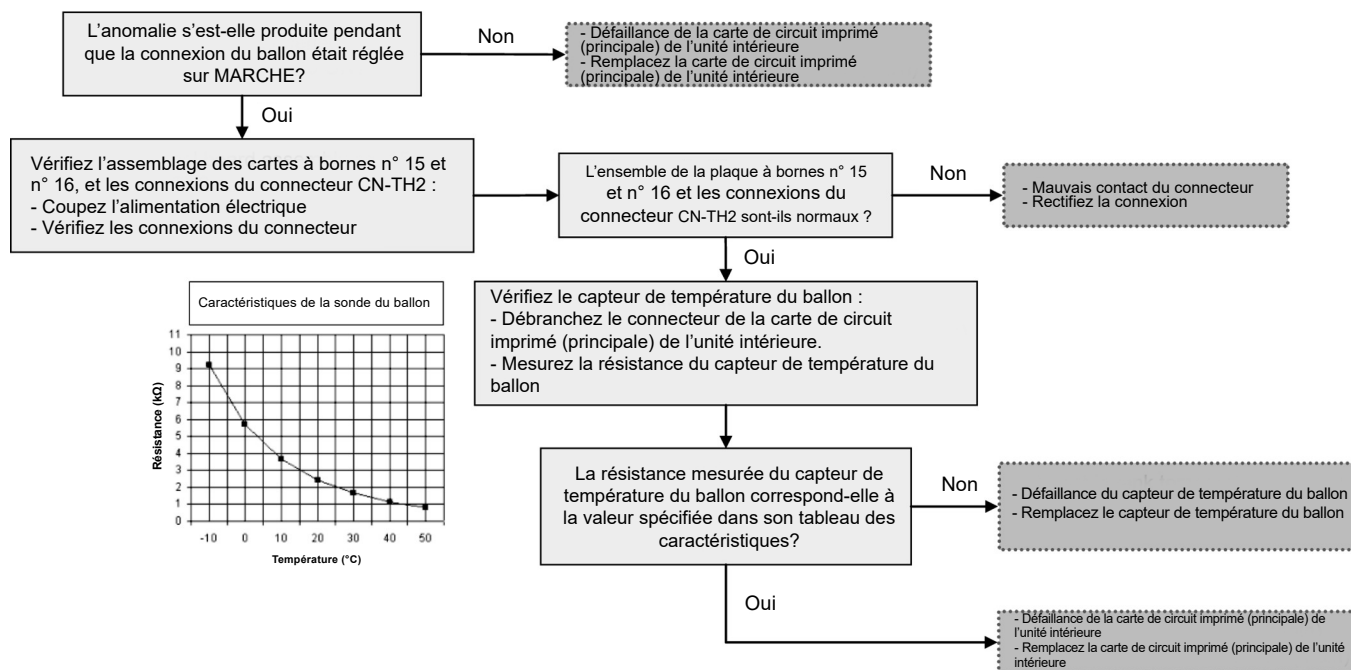 L'anomalie s'est-elle produite pendant
que la connexion du ballon était réglée
sur MARCHE?
Non
- Défaillance de la carte de circuit imprimé
(principale) de l'unité intérieure
- Remplacez la carte de circuit imprimé
(principale) de l'unité intérieure
Oui
Vérifiez l'assemblage des cartes à bornes n° 15 et
n° 16, et les connexions du connecteur CN-TH2 :
- Coupez l'alimentation électrique
- Vérifiez les connexions du connecteur
L'ensemble de la plaque à bornes n° 15
et n° 16 et les connexions du
connecteur CN-TH2 sont-ils normaux ?
Non
- Mauvais contact du connecteur
- Rectifiez la connexion
Oui
Vérifiez le capteur de température du ballon :
- Débranchez le connecteur de la carte de circuit
imprimé (principale) de l'unité intérieure.
- Mesurez la résistance du capteur de température du
ballon
Caractéristiques de la sonde du ballon
Résistance (kΩ)
11
10
9
8
7
6
5
4
3
2
1
0
-10 0 10 20 30 40 50
Température (°C)
La résistance mesurée du capteur de
température du ballon correspond-elle à
la valeur spécifiée dans son tableau des
caractéristiques?
Non
- Défaillance du capteur de température du ballon
- Remplacez le capteur de température du ballon
Oui
- Défaillance de la carte de circuit imprimé (principale) de
l'unité intérieure
- Remplacez la carte de circuit imprimé (principale) de l'unité
intérieure